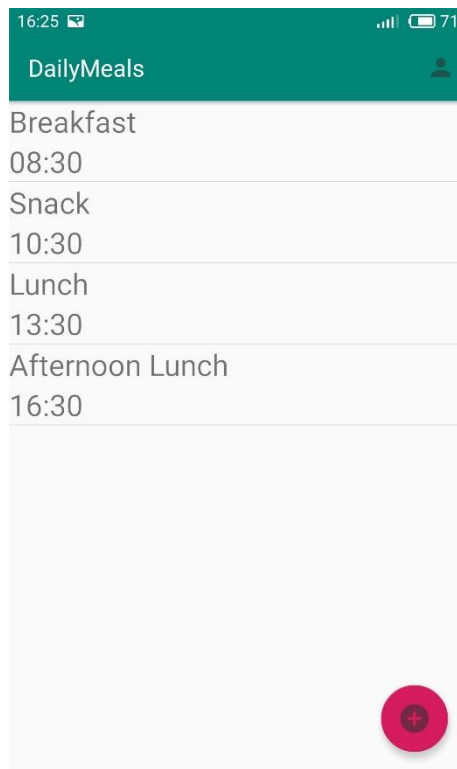 16:25 71
DailyMeals
Breakfast
08:30
Snack
10:30
Lunch
13:30
Afternoon Lunch
16:30